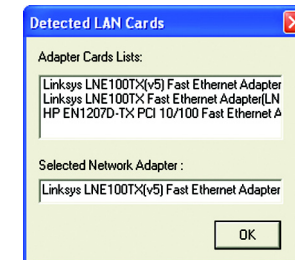 Detected LAN Cards
Adapter Cards Lists:
Linksys LNE100TX(v5) Fast Ethernet Adapter
Linksys LNE100TX Fast Ethernet Adapter(LN
HP EN1207D-TX PCI 10/100 Fast Ethernet A
Selected Network Adapter :
Linksys LNE100TX(v5) Fast Ethernet Adapter
OK